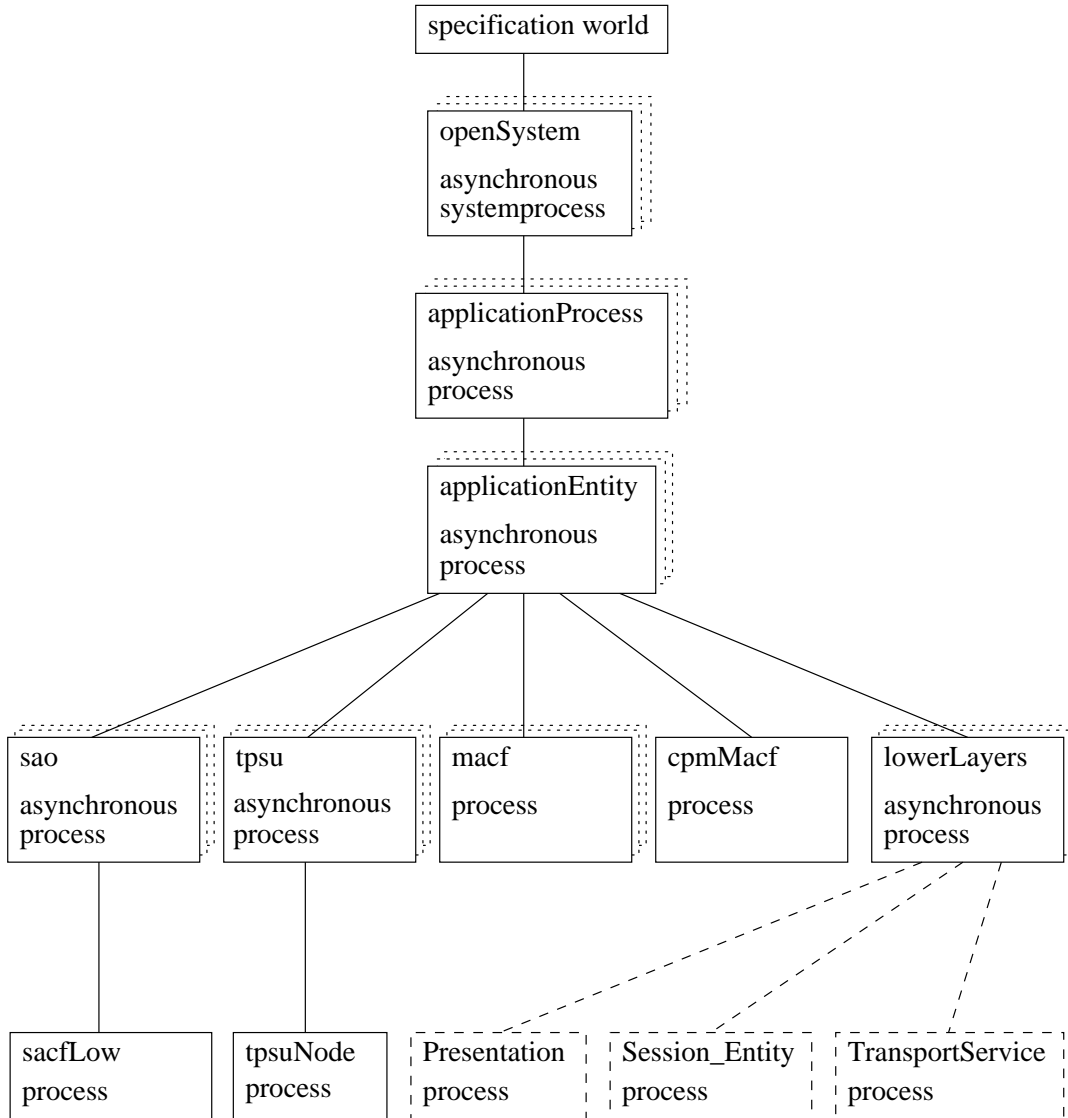 specification world
openSystem
asynchronous
systemprocess
applicationProcess
asynchronous
process
applicationEntity
asynchronous
process
sao
asynchronous
process
tpsu
asynchronous
process
macf
process
cpmMacf
process
lowerLayers
asynchronous
process
sacfLow
process
tpsuNode
process
Presentation
process
Session_Entity
process
TransportService
process